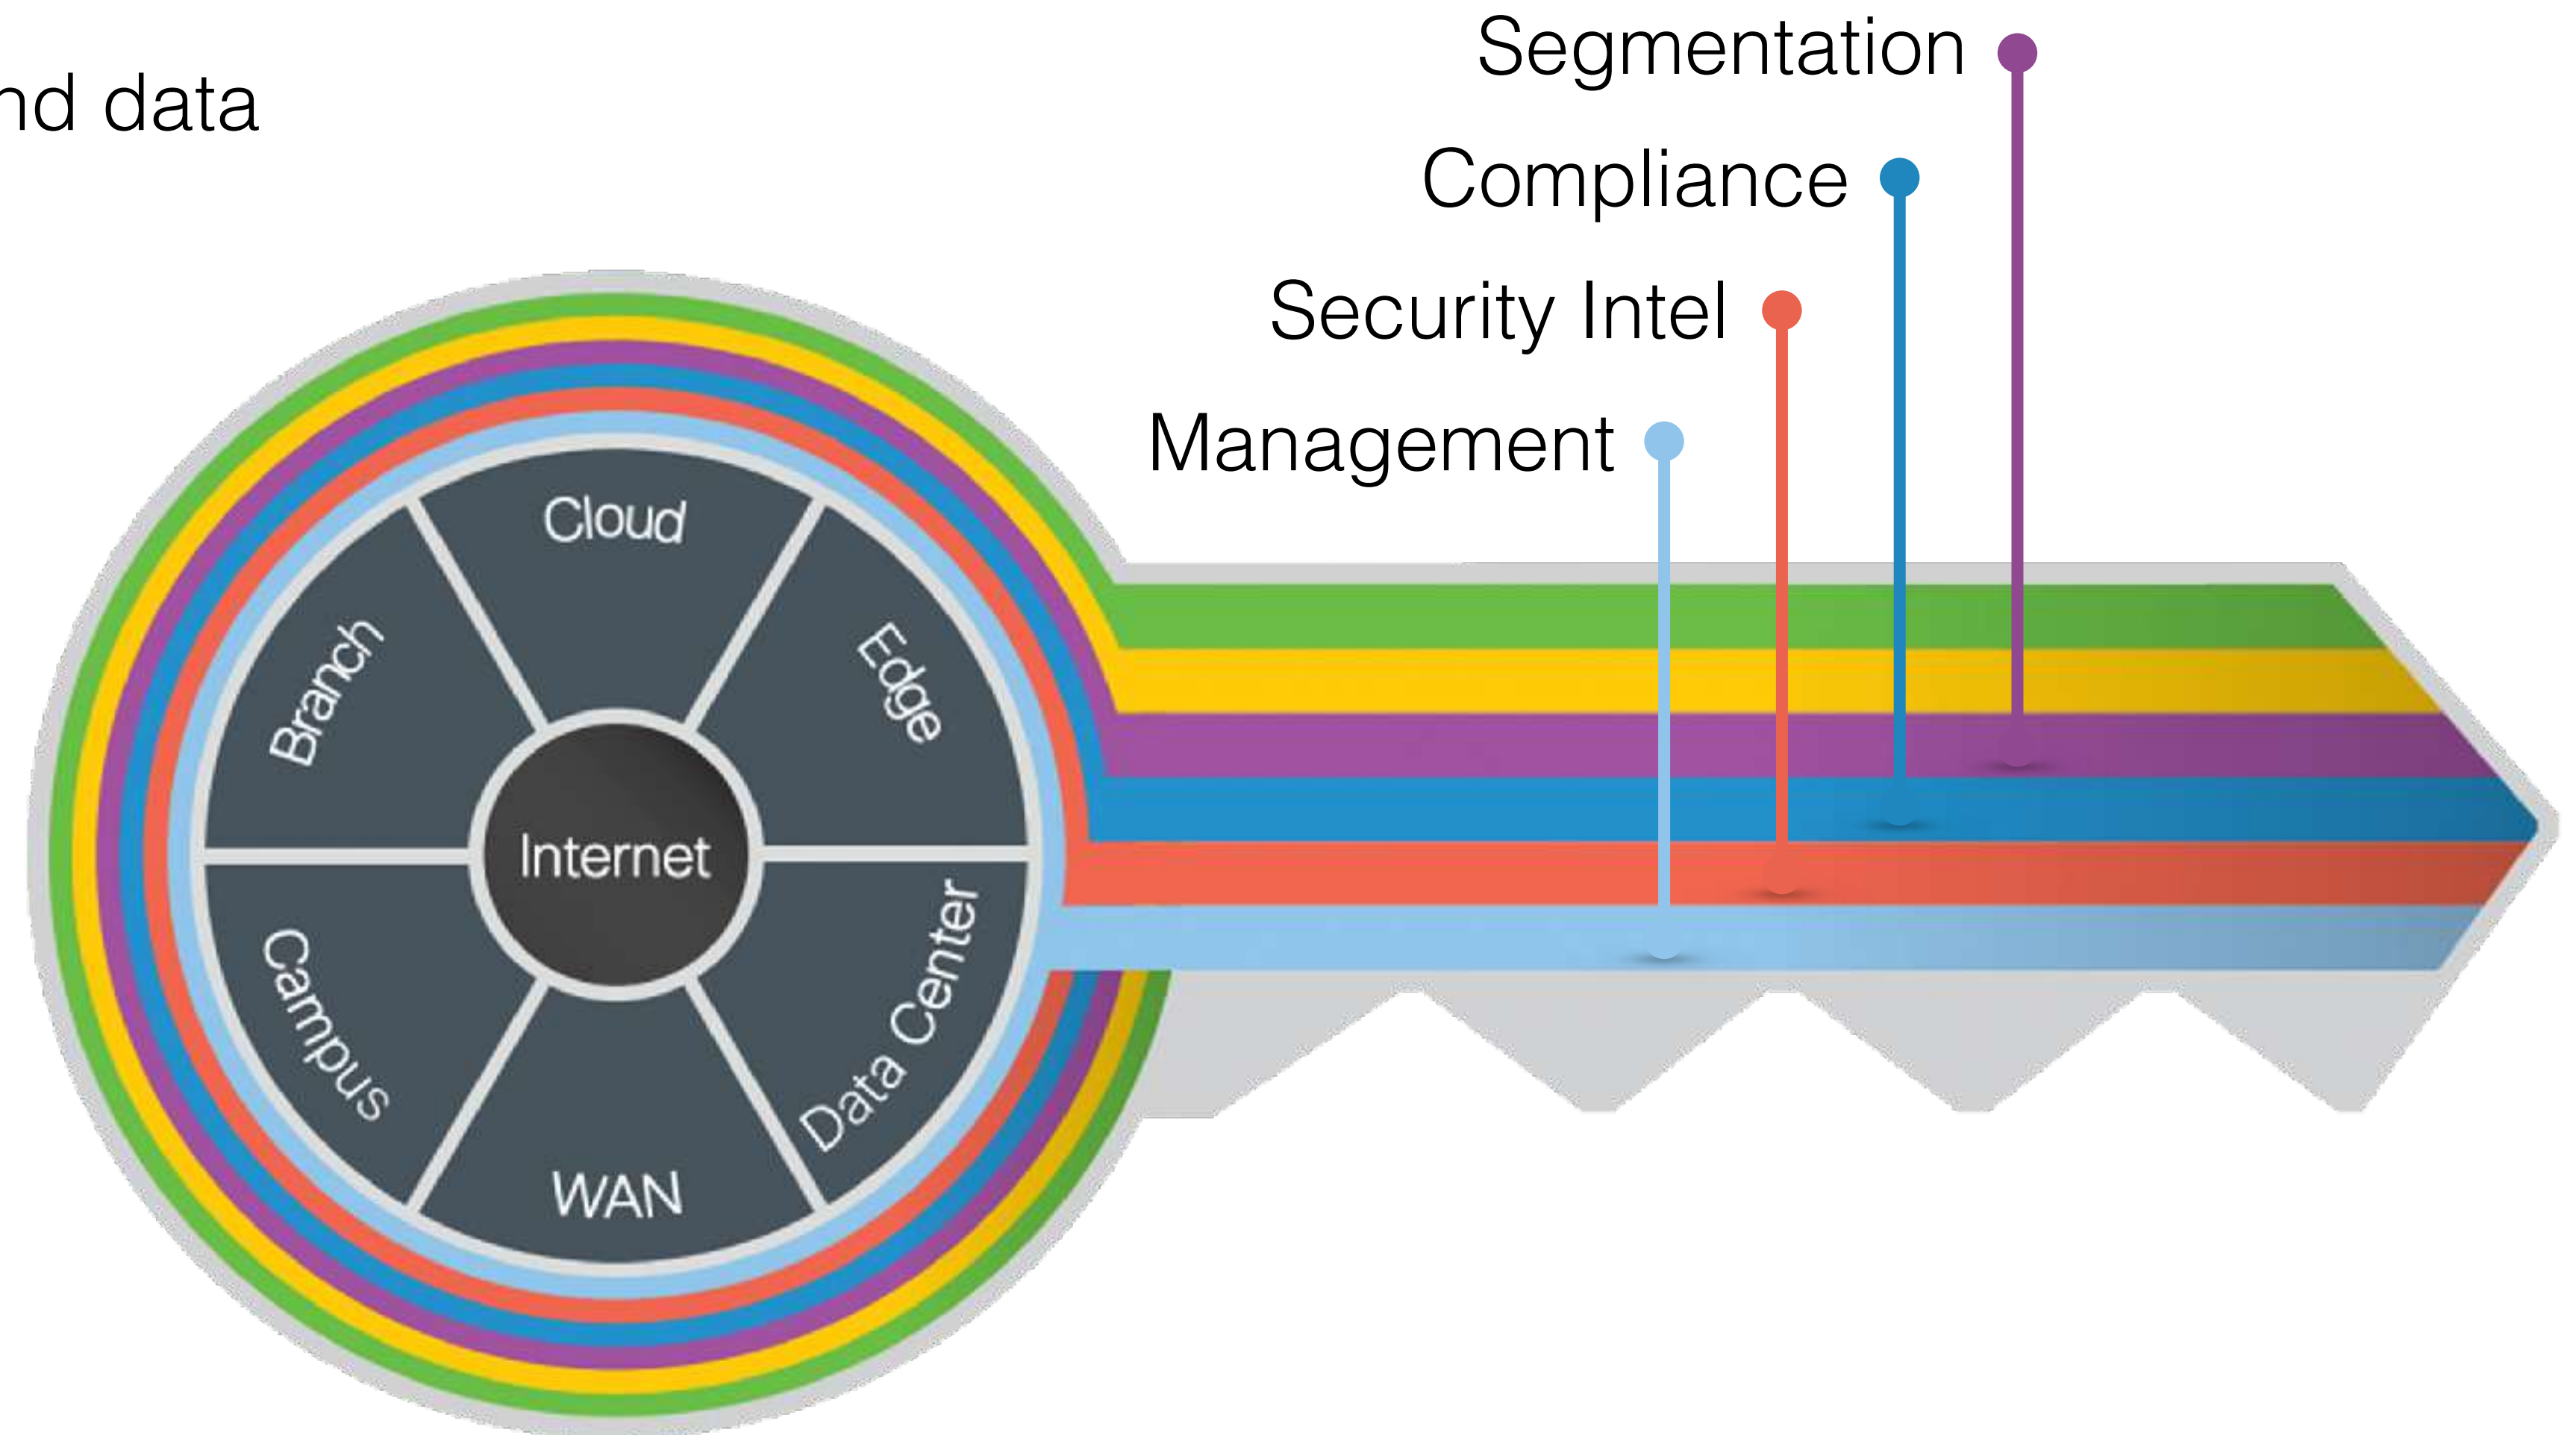 Segmentation
nd data
Compliance
Security Intel
Management
Cloud
Edge
Branch
Internet
Data Center
Campus
WAN